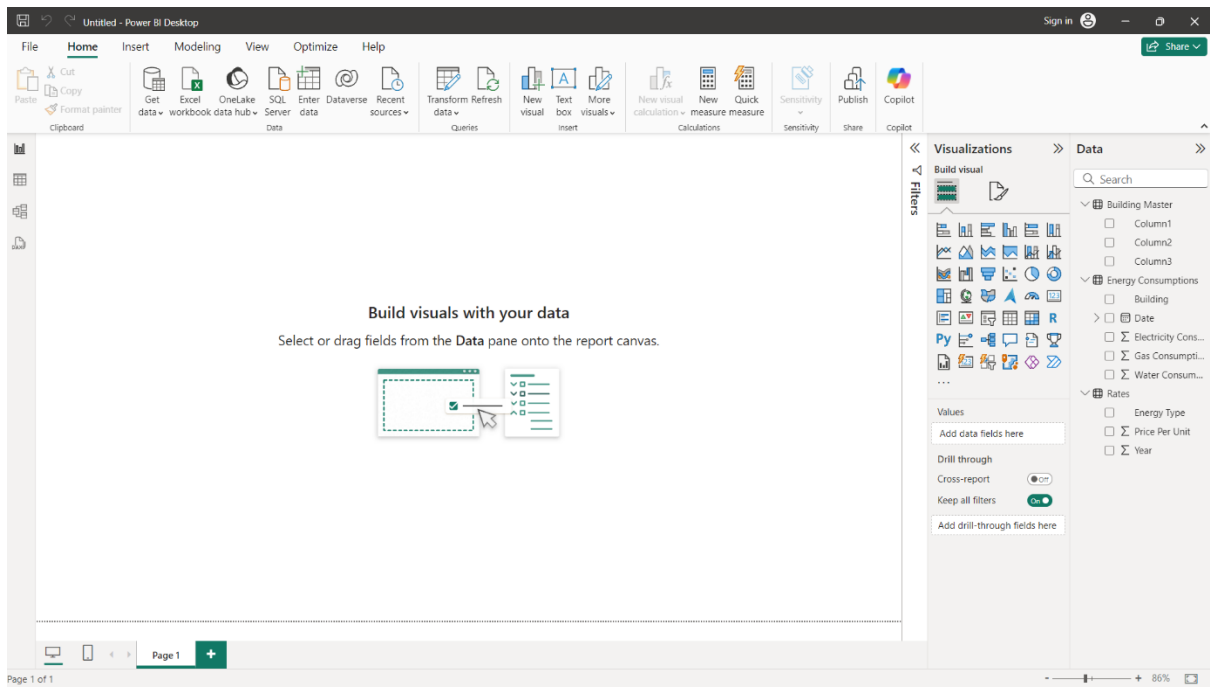 Untitled - Power BI Desktop
Sign in
File Home Insert Modeling View Optimize Help
Share
Paste
Cut
Copy
Format painter
Clipboard
Get data
Excel workbook
OneLake data hub
SQL Server
Enter data
Dataverse
Recent sources
Data
Transform data
Refresh
Queries
New visual
Text box
More visuals
Insert
New visual calculation
New measure
Quick measure
Calculations
Sensitivity
Sensitivity
Publish
Share
Copilot
Copilot
Build visuals with your data
Select or drag fields from the Data pane onto the report canvas.
Filters
Visualizations
Build visual
123
R
Py
...
Values
Add data fields here
Drill through
Cross-report
Off
Keep all filters
On
Add drill-through fields here
Data
Search
Building Master
Column1
Column2
Column3
Energy Consumptions
Building
Date
Σ Electricity Cons...
Σ Gas Consumpti...
Σ Water Consum...
Rates
Energy Type
Σ Price Per Unit
Σ Year
Page 1
Page 1 of 1
- + 86%